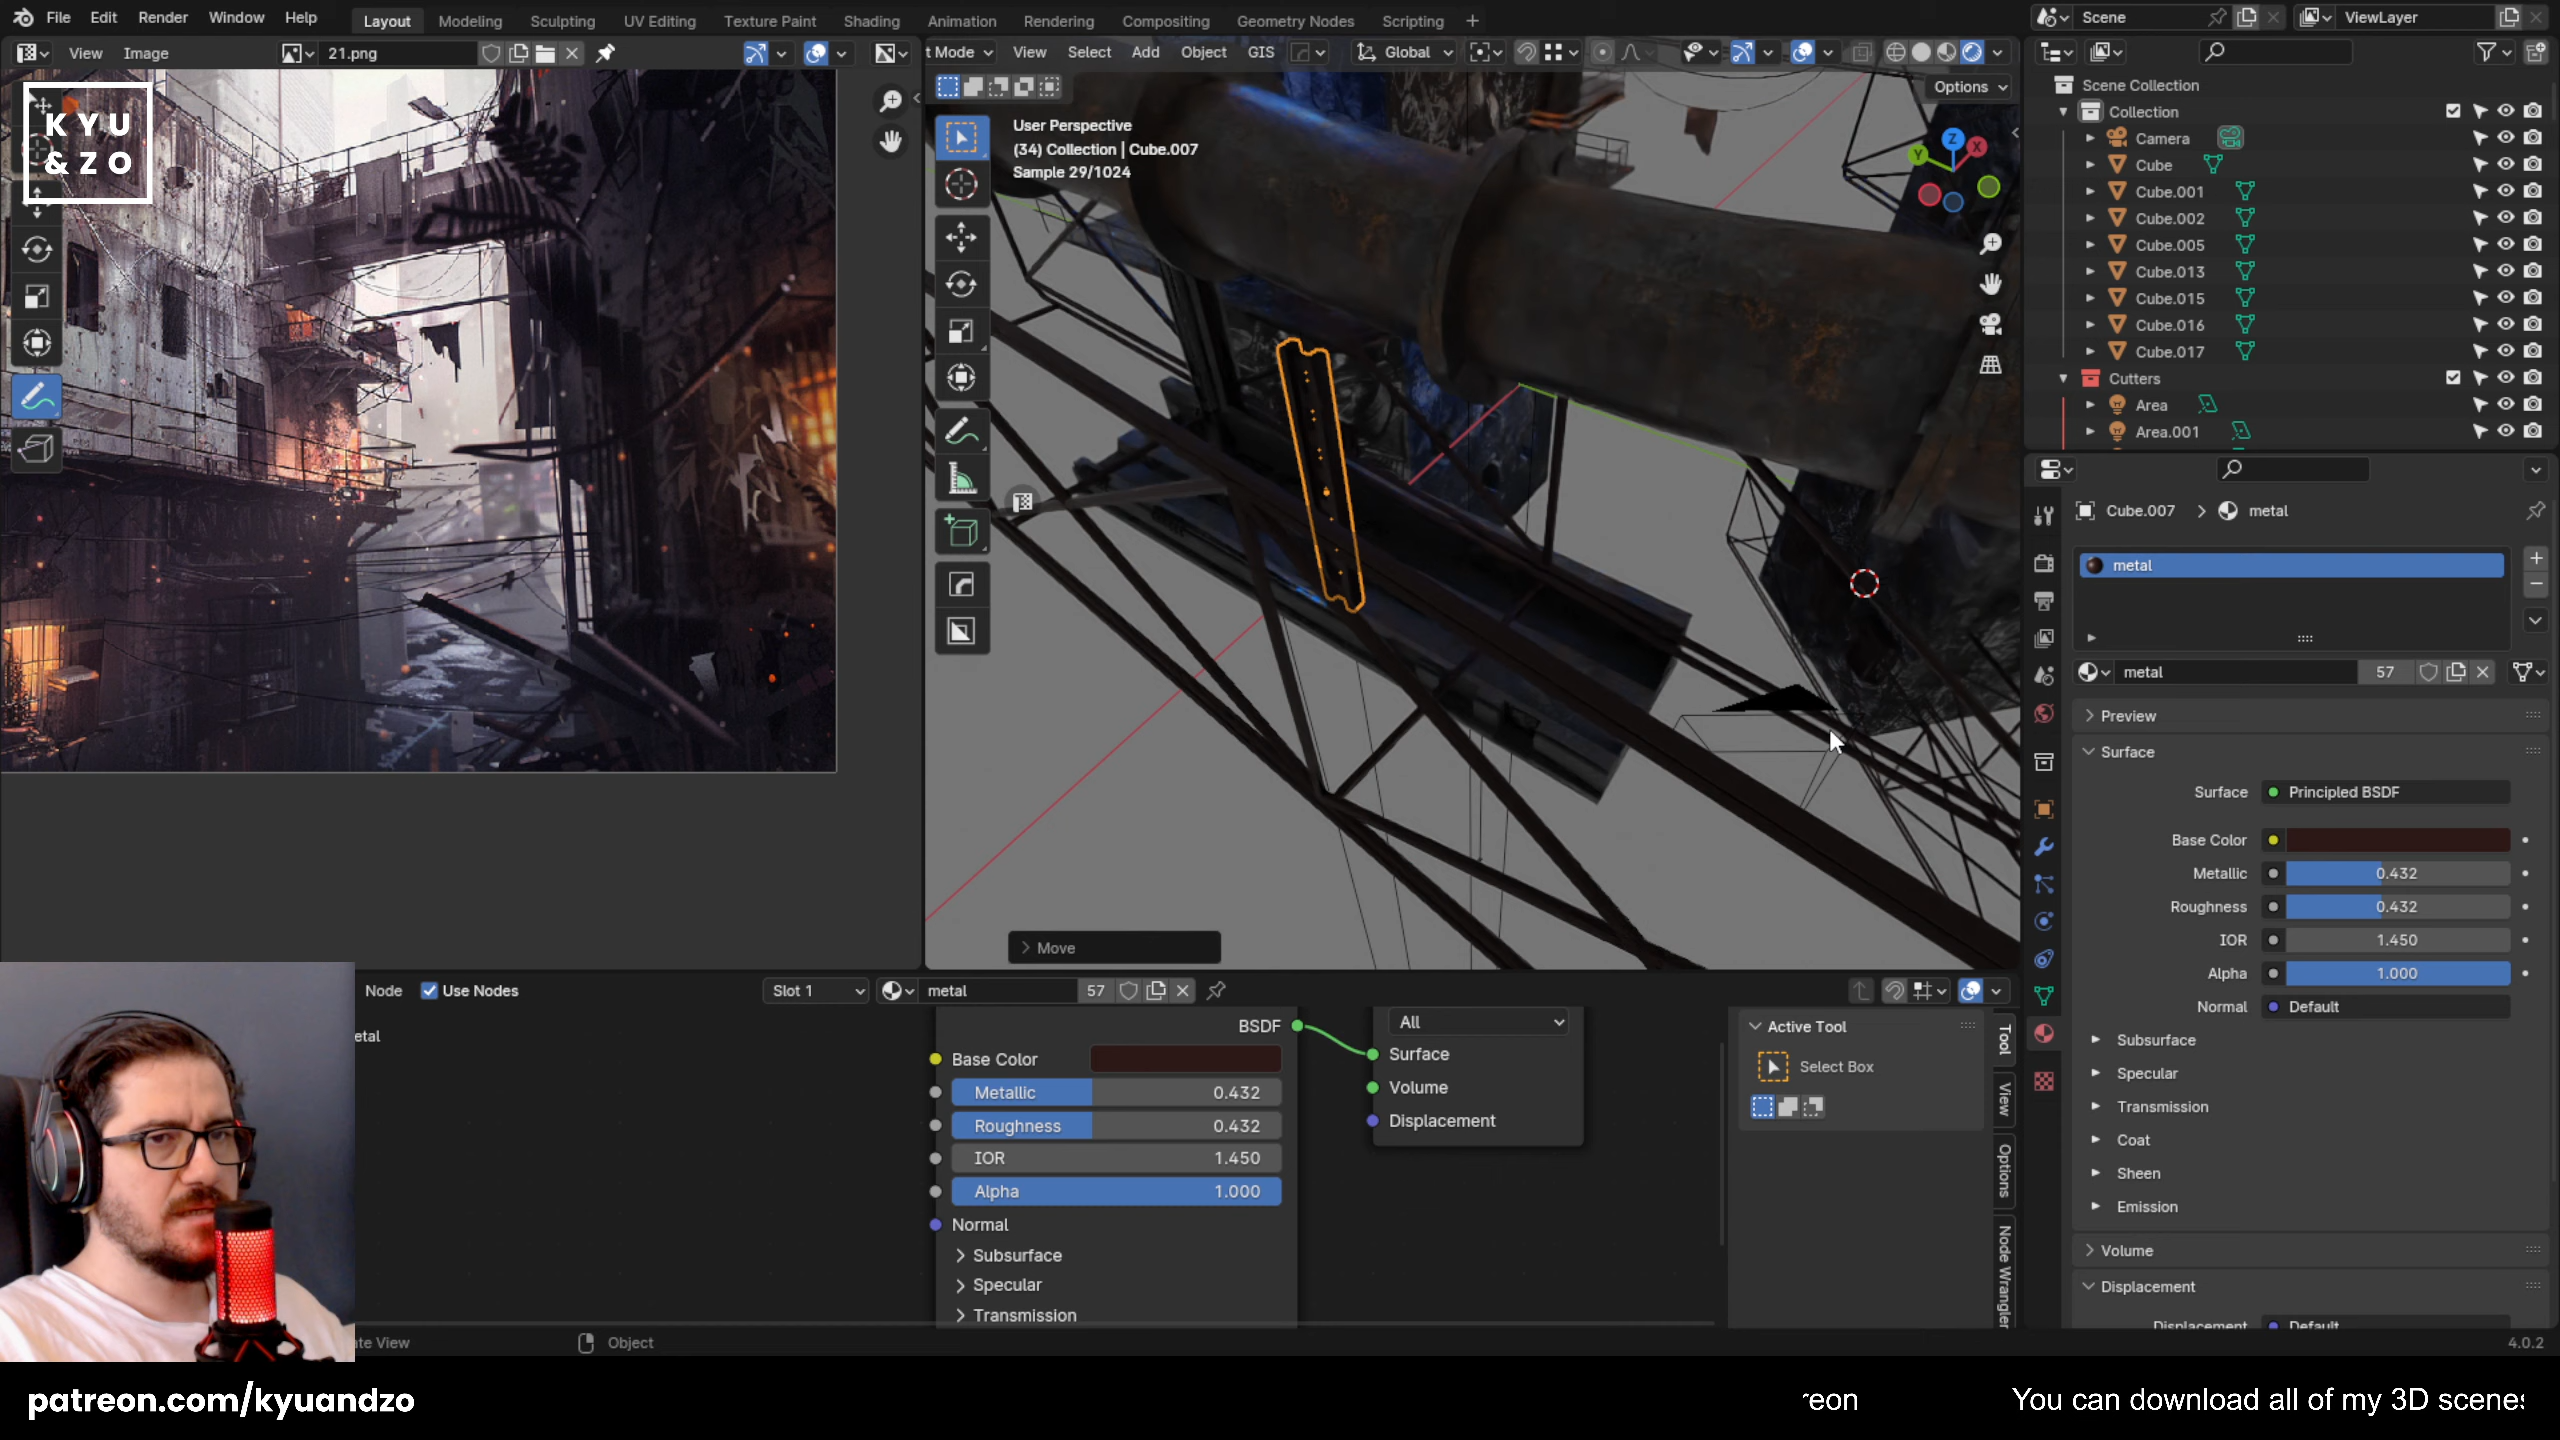 File Edit Render Window Help
Layout Modeling Sculpting UV Editing Texture Paint Shading Animation Rendering Compositing Geometry Nodes Scripting
Scene
ViewLayer
View Image
21.png
t Mode View Select Add Object GIS
Global
Options
KYU
&ZO
User Perspective
(34) Collection | Cube.007
Sample 29/1024
Z
X
Y
Scene Collection
Collection
Camera
Cube
Cube.001
Cube.002
Cube.005
Cube.013
Cube.015
Cube.016
Cube.017
Cutters
Area
Area.001
Cube.007 metal
metal
metal 57
Preview
Surface
Surface Principled BSDF
Base Color
Metallic 0.432
Roughness 0.432
IOR 1.450
Alpha 1.000
Normal Default
Subsurface
Specular
Transmission
Coat
Sheen
Emission
Volume
Displacement
Displacement Default
Move
Node Use Nodes
Slot 1
metal 57
etal
BSDF
Base Color
Metallic 0.432
Roughness 0.432
IOR 1.450
Alpha 1.000
Normal
Subsurface
Specular
Transmission
All
Surface
Volume
Displacement
Active Tool
Select Box
Tool
View
Options
Node Wrangler
ate View
Object
4.0.2
patreon.com/kyuandzo
reon
You can download all of my 3D scenes